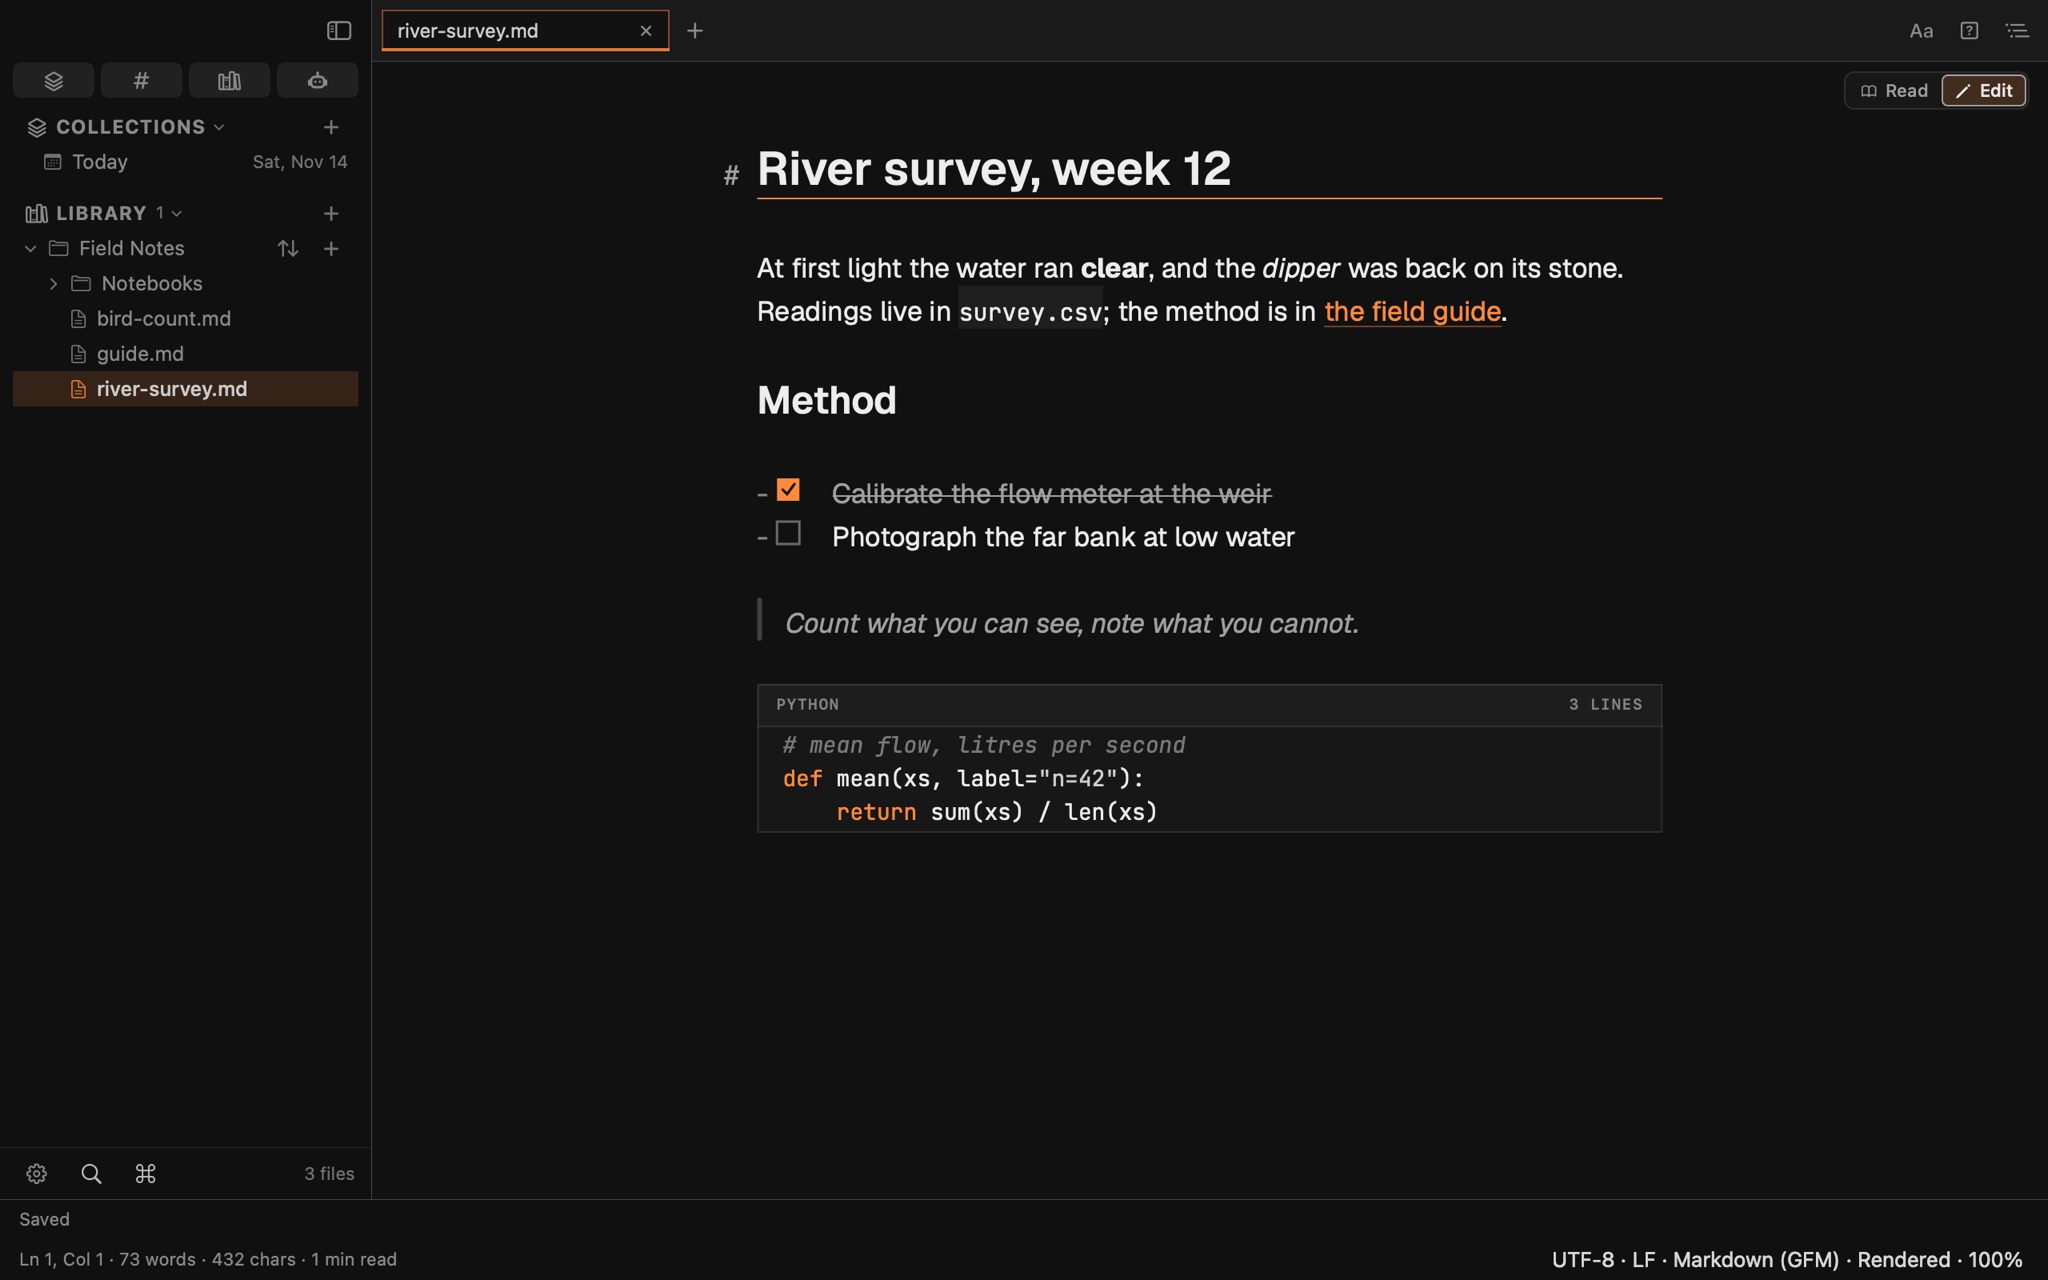 river-survey.md
Aa
Read
Edit
COLLECTIONS
Today
Sat, Nov 14
LIBRARY 1
Field Notes
Notebooks
bird-count.md
guide.md
river-survey.md
3 files
# River survey, week 12
At first light the water ran clear, and the dipper was back on its stone.
Readings live in survey.csv; the method is in the field guide.
Method
- Calibrate the flow meter at the weir
- Photograph the far bank at low water
Count what you can see, note what you cannot.
PYTHON
3 LINES
# mean flow, litres per second
def mean(xs, label="n=42"):
    return sum(xs) / len(xs)
Saved
Ln 1, Col 1 · 73 words · 432 chars · 1 min read
UTF-8 · LF · Markdown (GFM) · Rendered · 100%